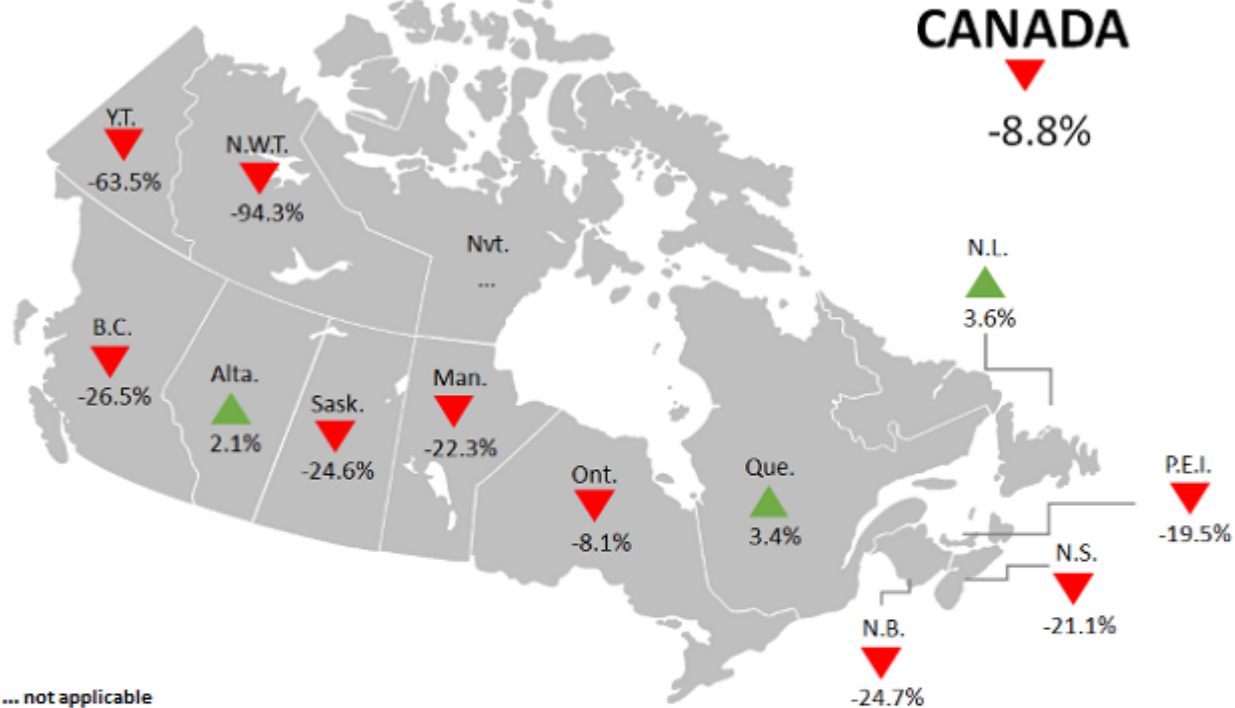 CANADA
-8.8%
Y.T.
-63.5%
N.W.T.
-94.3%
Nvt.
...
N.L.
3.6%
B.C.
-26.5%
Alta.
2.1%
Sask.
-24.6%
Man.
-22.3%
Ont.
-8.1%
Que.
3.4%
P.E.I.
-19.5%
N.S.
-21.1%
N.B.
-24.7%
... not applicable